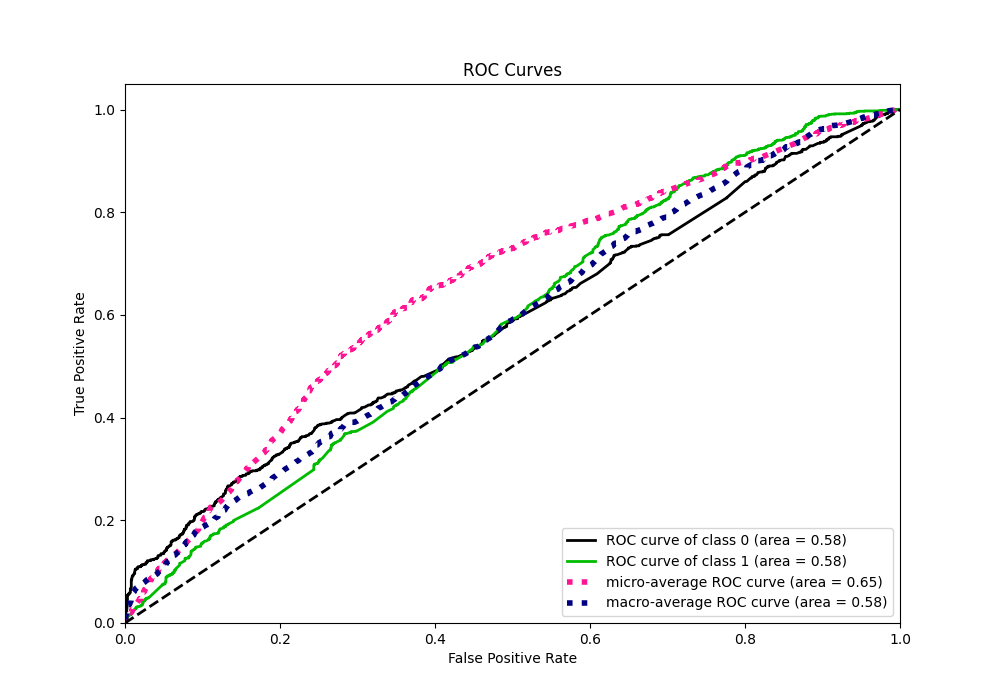 ROC Curves
1.0
0.8
0.6
0.4
0.2
0.0
True Positive Rate
0.0 0.2 0.4 0.6 0.8 1.0
False Positive Rate
ROC curve of class 0 (area = 0.58)
ROC curve of class 1 (area = 0.58)
micro-average ROC curve (area = 0.65)
macro-average ROC curve (area = 0.58)